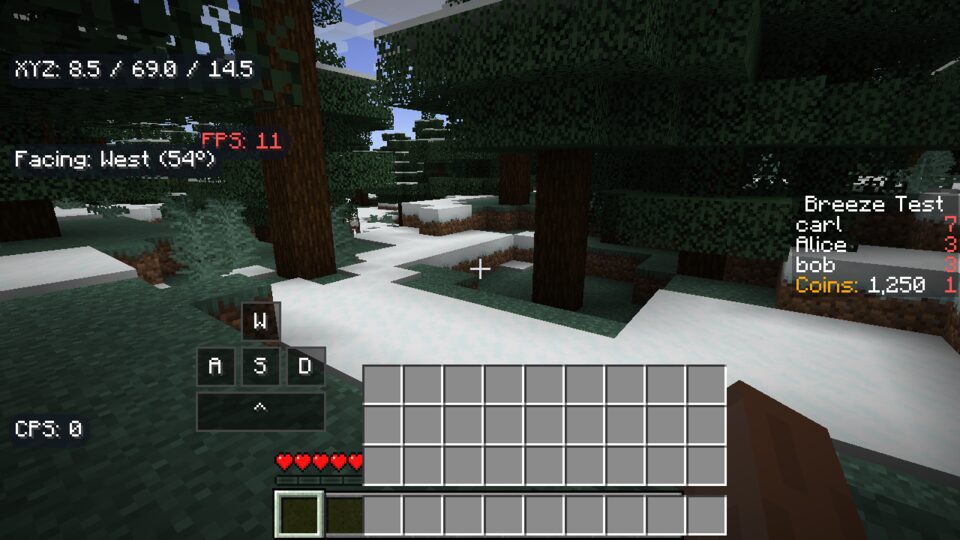 XYZ: 8.5 / 69.0 / 14.5
FPS: 11
Facing: West (54°)
Breeze Test
carl 7
Alice 3
bob 3
Coins: 1,250 1
W
A S D
^
CPS: 0